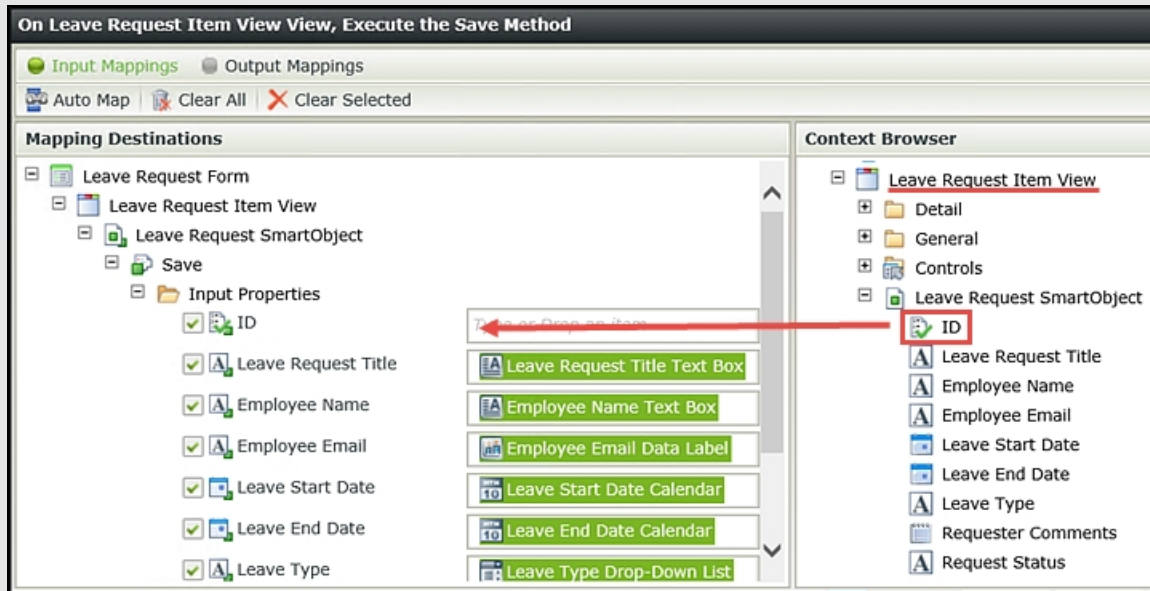 On Leave Request Item View View, Execute the Save Method
Input Mappings Output Mappings
Auto Map Clear All Clear Selected
Mapping Destinations
Leave Request Form
Leave Request Item View
Leave Request SmartObject
Save
Input Properties
ID Type or Drop an item
Leave Request Title Leave Request Title Text Box
Employee Name Employee Name Text Box
Employee Email Employee Email Data Label
Leave Start Date Leave Start Date Calendar
Leave End Date Leave End Date Calendar
Leave Type Leave Type Drop-Down List
Context Browser
Leave Request Item View
Detail
General
Controls
Leave Request SmartObject
ID
Leave Request Title
Employee Name
Employee Email
Leave Start Date
Leave End Date
Leave Type
Requester Comments
Request Status